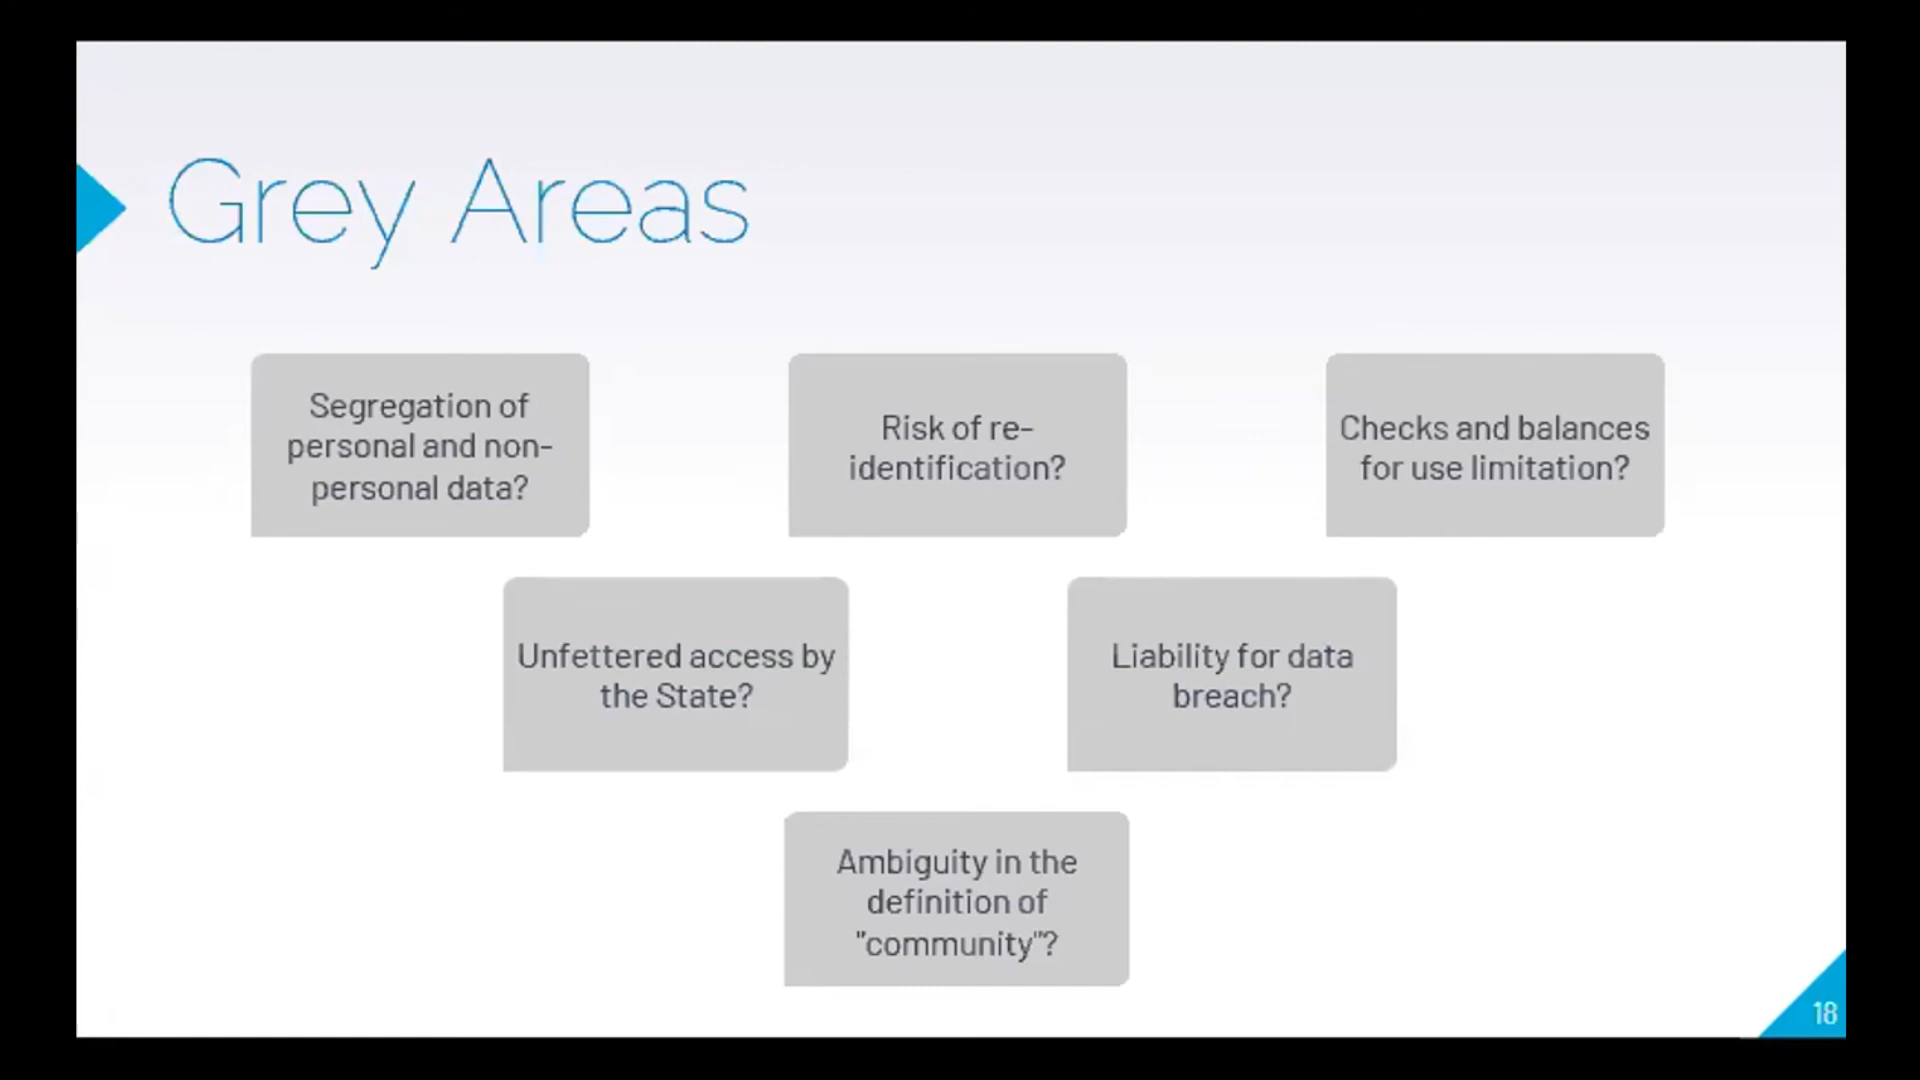 Grey Areas
Segregation of
personal and non-
personal data?
Risk of re-
identification?
Checks and balances
for use limitation?
Unfettered access by
the State?
Liability for data
breach?
Ambiguity in the
definition of
"community"?
18